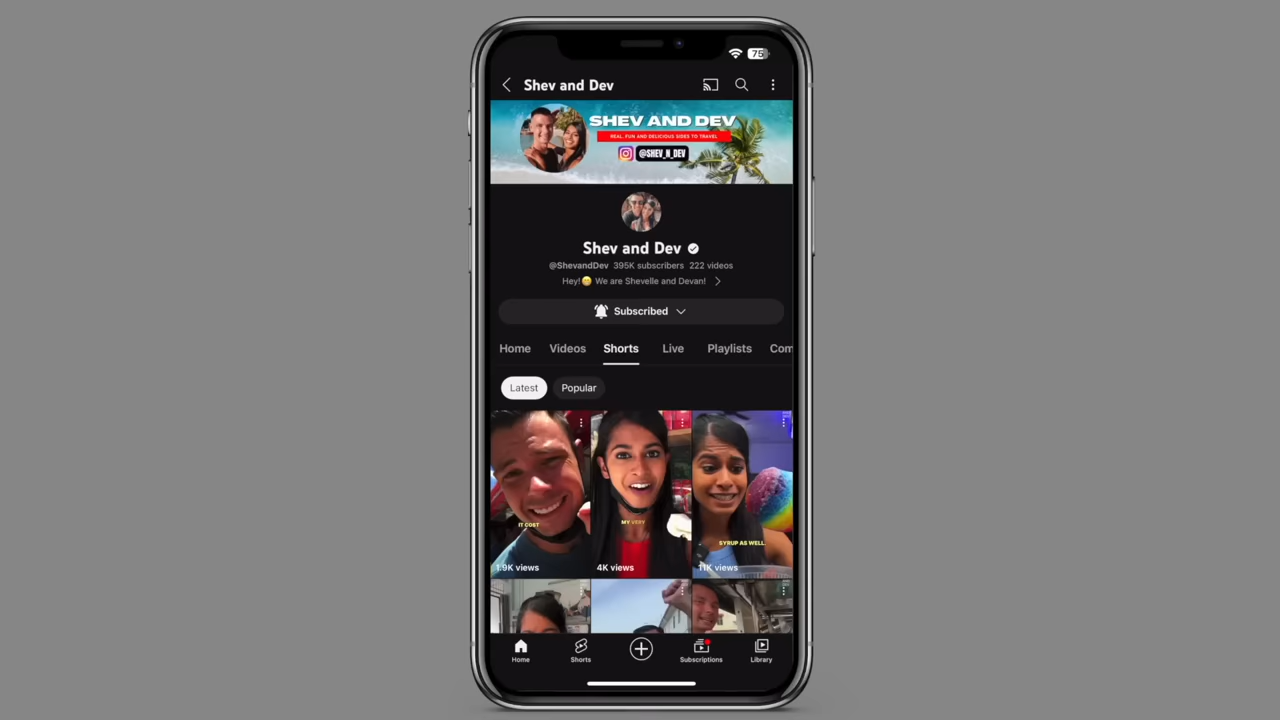 75
Shev and Dev
SHEV AND DEV
REAL, FUN AND DELICIOUS SIDES TO TRAVEL
@SHEV_N_DEV
Shev and Dev
@ShevandDev 395K subscribers 222 videos
Hey!😊 We are Shevelle and Devan!
Subscribed
Home Videos Shorts Live Playlists Com
Latest Popular
IT COST
MY VERY
SYRUP AS WELL.
1.9K views 4K views 11K views
Home Shorts Subscriptions Library